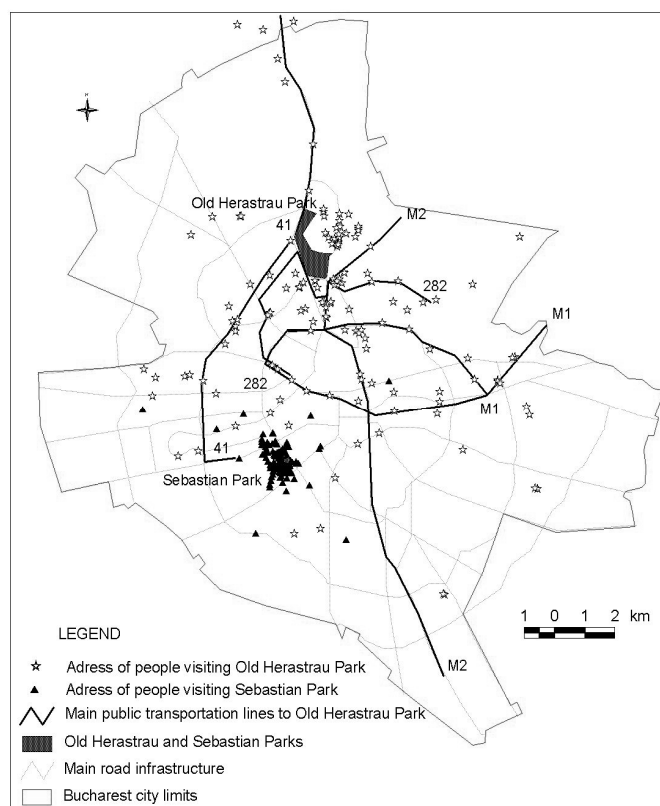 Old Herastrau Park
41
M2
282
M1
282
M1
41
Sebastian Park
1 0 1 2 km
LEGEND
Adress of people visiting Old Herastrau Park
Adress of people visiting Sebastian Park
M2
Main public transportation lines to Old Herastrau Park
Old Herastrau and Sebastian Parks
Main road infrastructure
Bucharest city limits